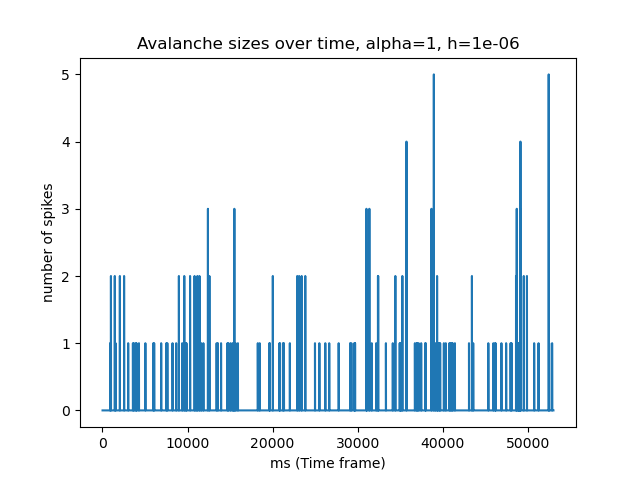 Avalanche sizes over time, alpha=1, h=1e-06
number of spikes
5
4
3
2
1
0
0 10000 20000 30000 40000 50000
ms (Time frame)